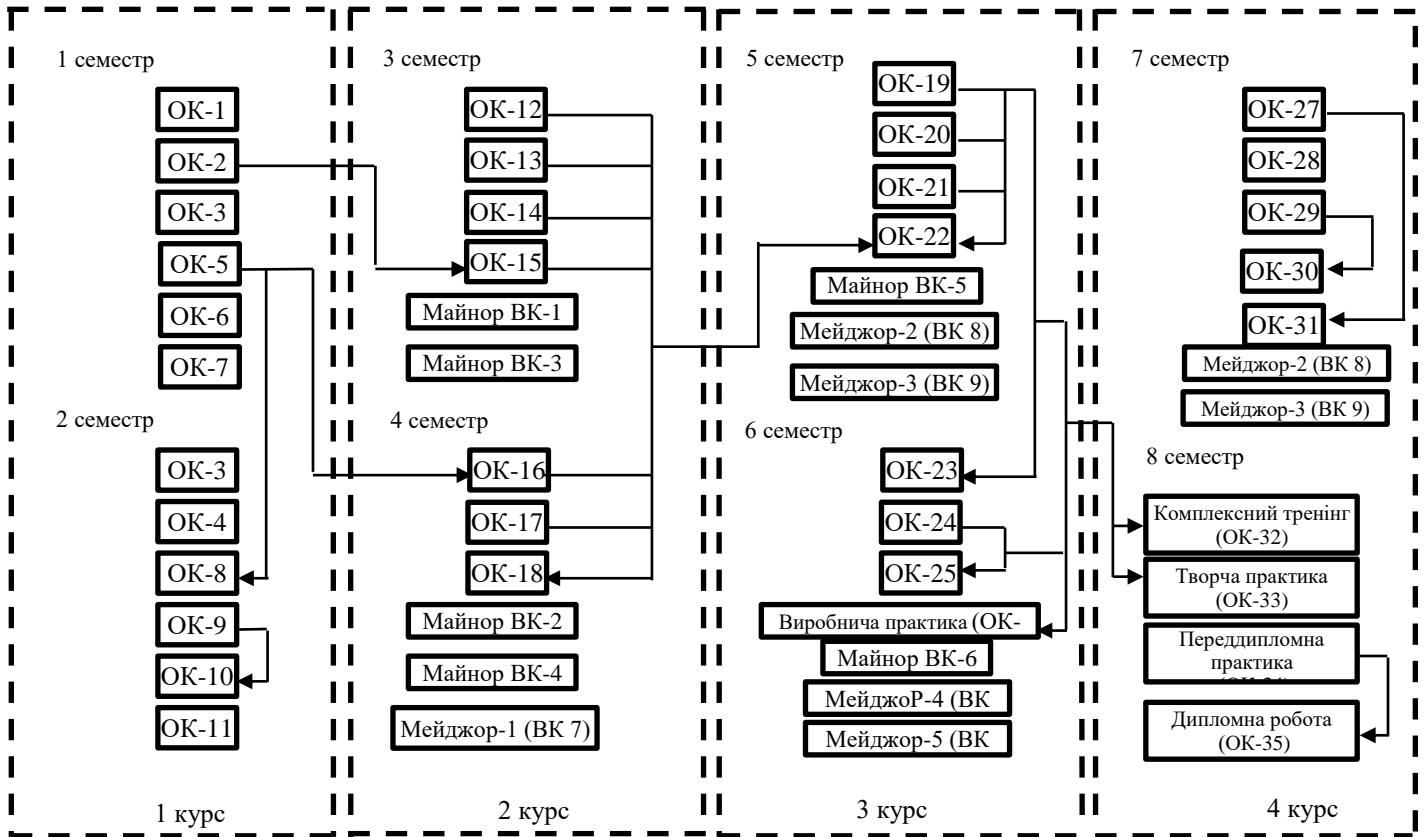 1 семестр
ОК-1
ОК-2
ОК-3
ОК-5
ОК-6
ОК-7
2 семестр
ОК-3
ОК-4
ОК-8
ОК-9
ОК-10
ОК-11
1 курс
3 семестр
ОК-12
ОК-13
ОК-14
ОК-15
Майнор ВК-1
Майнор ВК-3
4 семестр
ОК-16
ОК-17
ОК-18
Майнор ВК-2
Майнор ВК-4
Мейджор-1 (ВК 7)
2 курс
5 семестр
ОК-19
ОК-20
ОК-21
ОК-22
Майнор ВК-5
Мейджор-2 (ВК 8)
Мейджор-3 (ВК 9)
6 семестр
ОК-23
ОК-24
ОК-25
Виробнича практика (ОК-
Майнор ВК-6
МейджоР-4 (ВК
Мейджор-5 (ВК
3 курс
7 семестр
ОК-27
ОК-28
ОК-29
ОК-30
ОК-31
Мейджор-2 (ВК 8)
Мейджор-3 (ВК 9)
8 семестр
Комплексний тренінг
(ОК-32)
Творча практика
(ОК-33)
Переддипломна
практика
Дипломна робота
(ОК-35)
4 курс